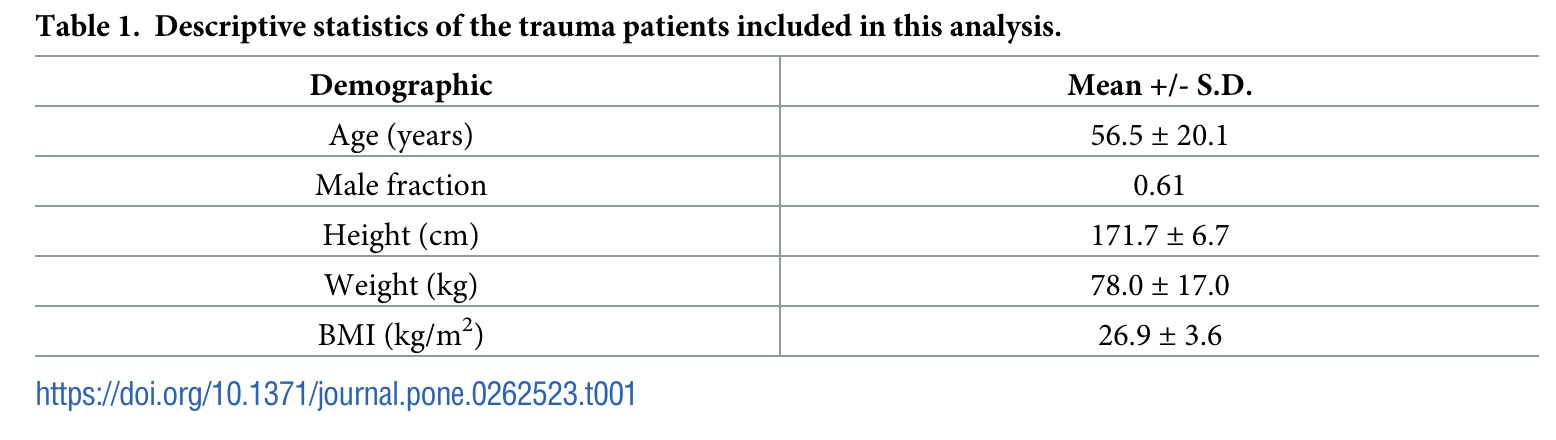 Table 1. Descriptive statistics of the trauma patients included in this analysis.
Demographic Mean +/- S.D.
Age (years) 56.5 ± 20.1
Male fraction 0.61
Height (cm) 171.7 ± 6.7
Weight (kg) 78.0 ± 17.0
BMI (kg/m²) 26.9 ± 3.6
https://doi.org/10.1371/journal.pone.0262523.t001